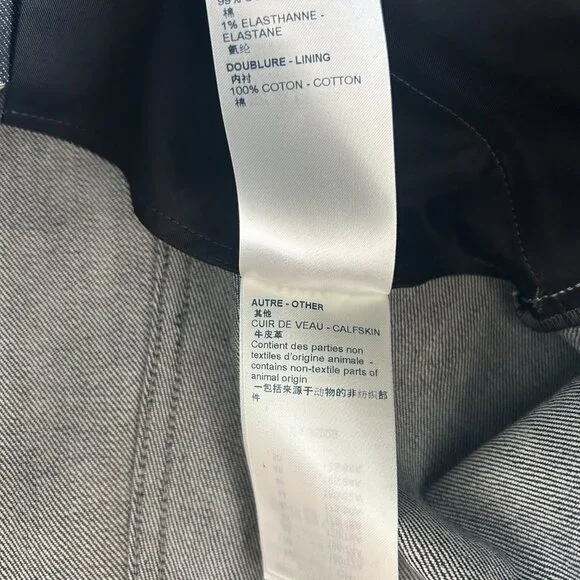 99%
棉
1% ELASTHANNE -
ELASTANE
氨纶
DOUBLURE - LINING
内衬
100% COTON - COTTON
棉
AUTRE - OTHER
其他
CUIR DE VEAU - CALFSKIN
牛皮革
Contient des parties non
textiles d'origine animale -
contains non-textile parts of
animal origin
一包括来源于动物的非纺织部
件